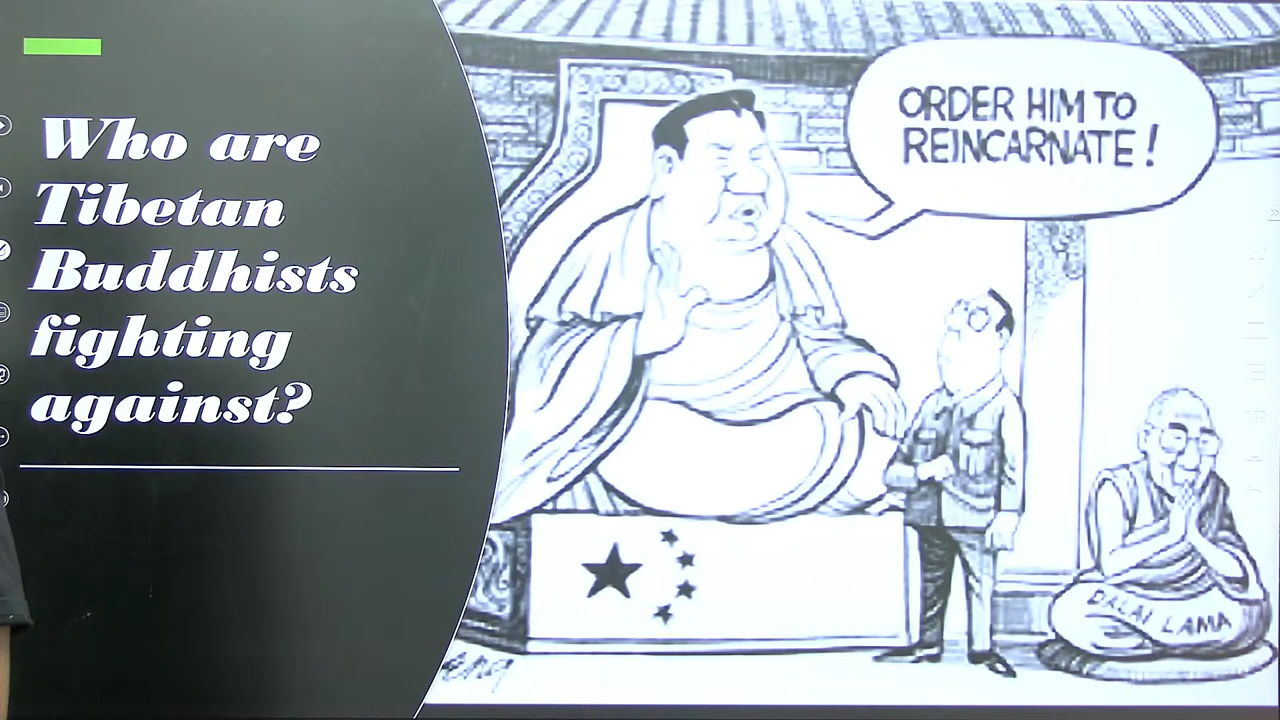 Who are
Tibetan
Buddhists
fighting
against?
ORDER HIM TO
REINCARNATE!
DALAI LAMA